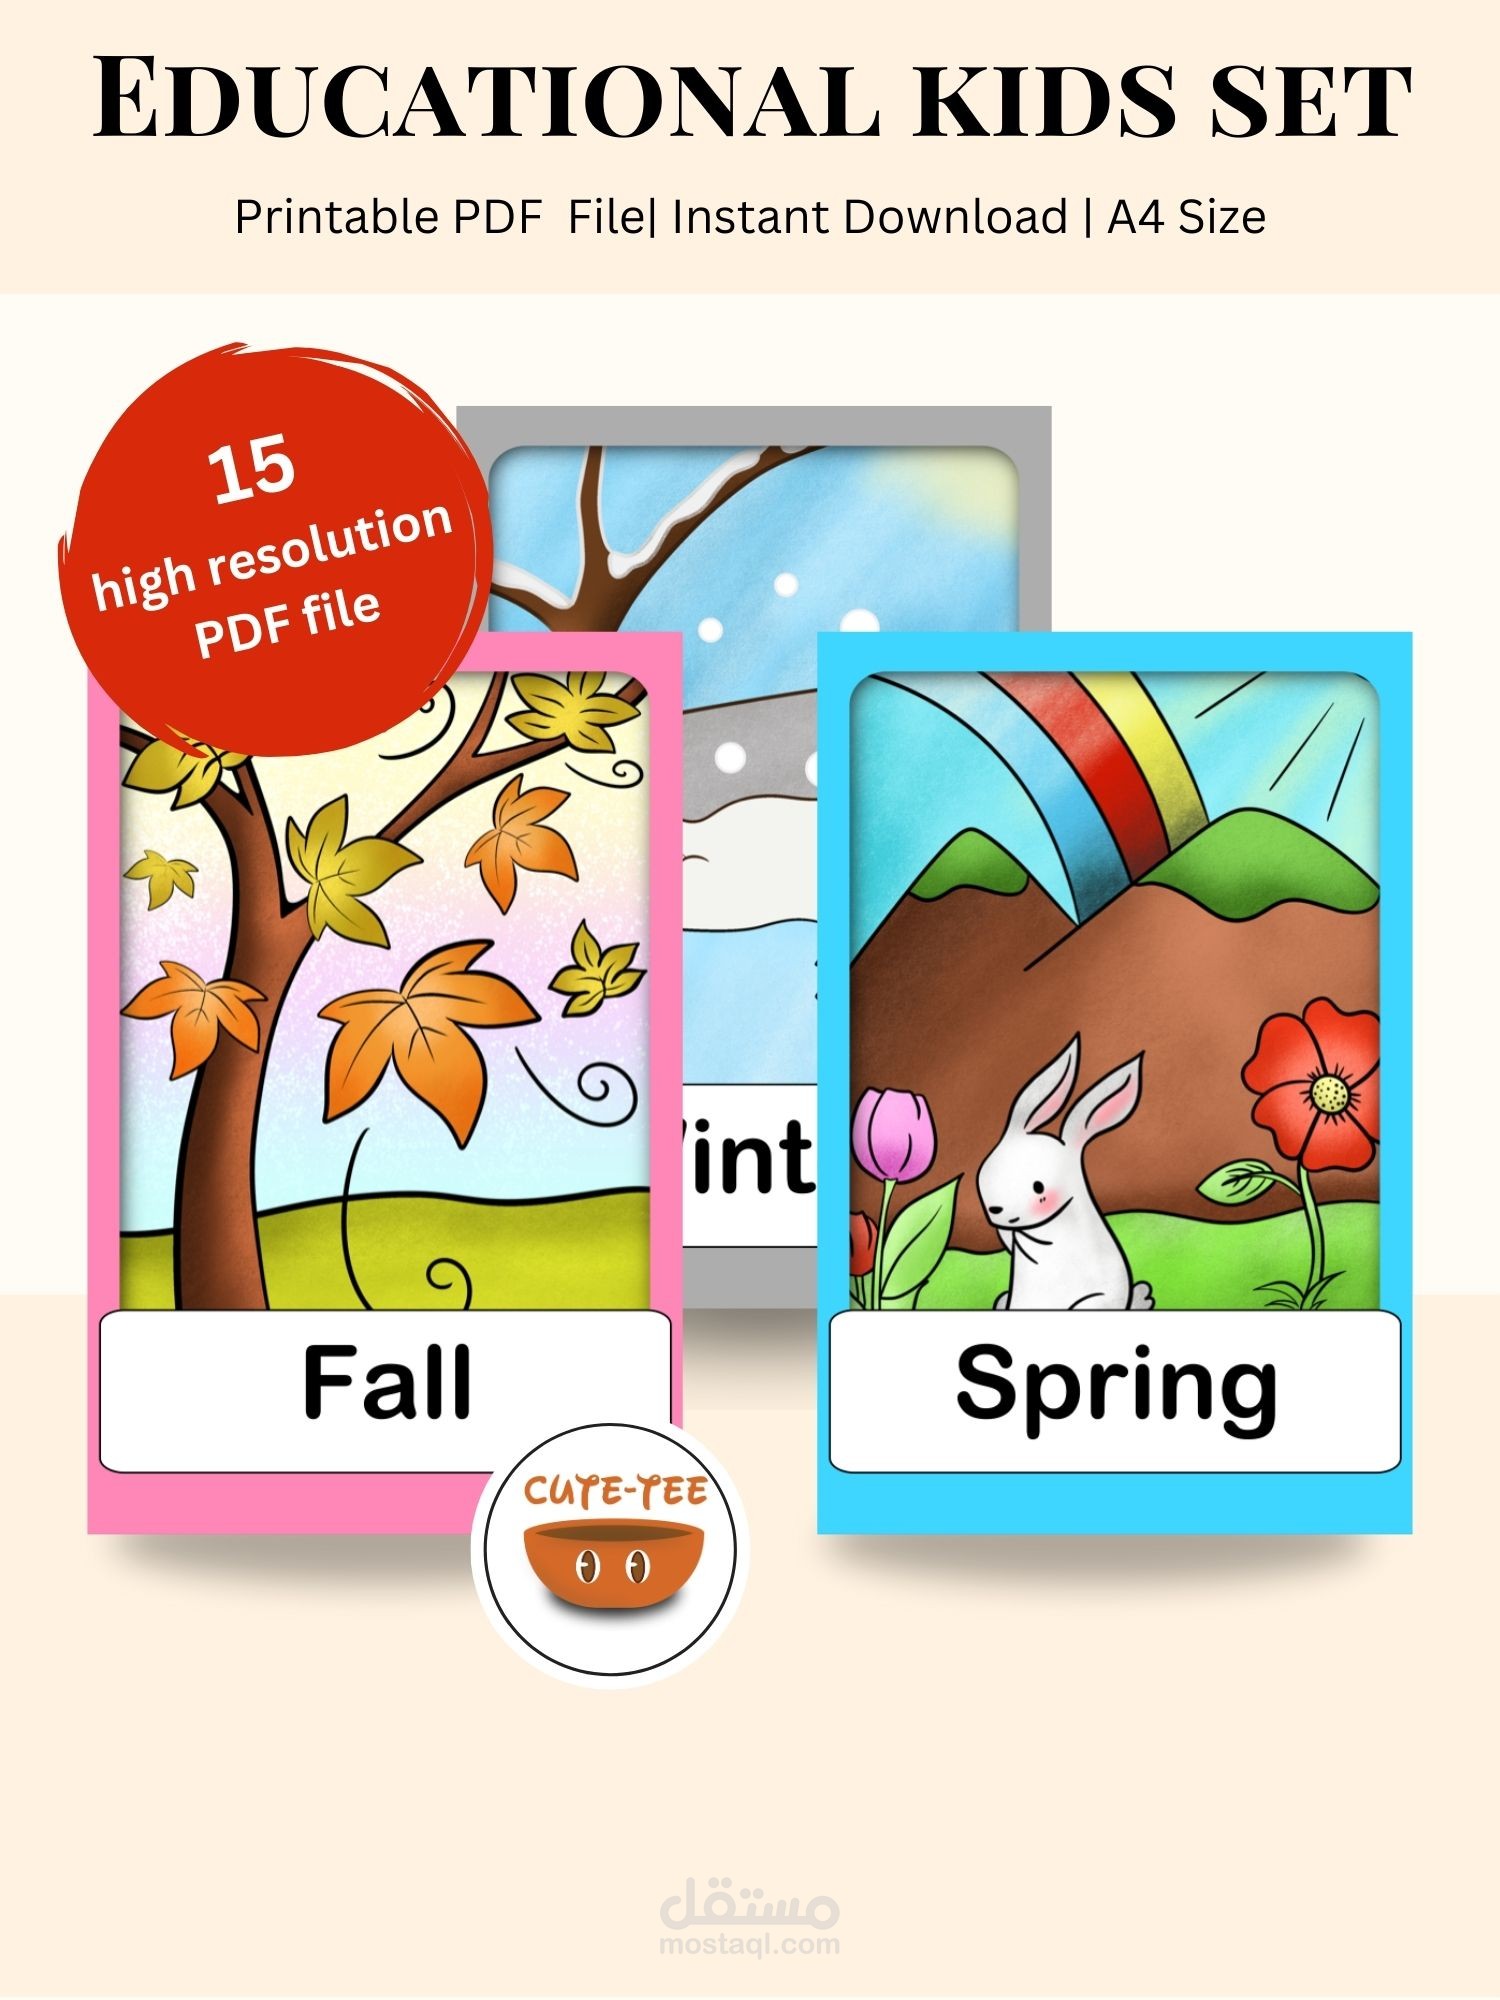 EDUCATIONAL KIDS SET
Printable PDF File| Instant Download | A4 Size
15
high resolution
PDF file
int
Fall
Spring
CUTE-TEE
مستقل
mostaql.com